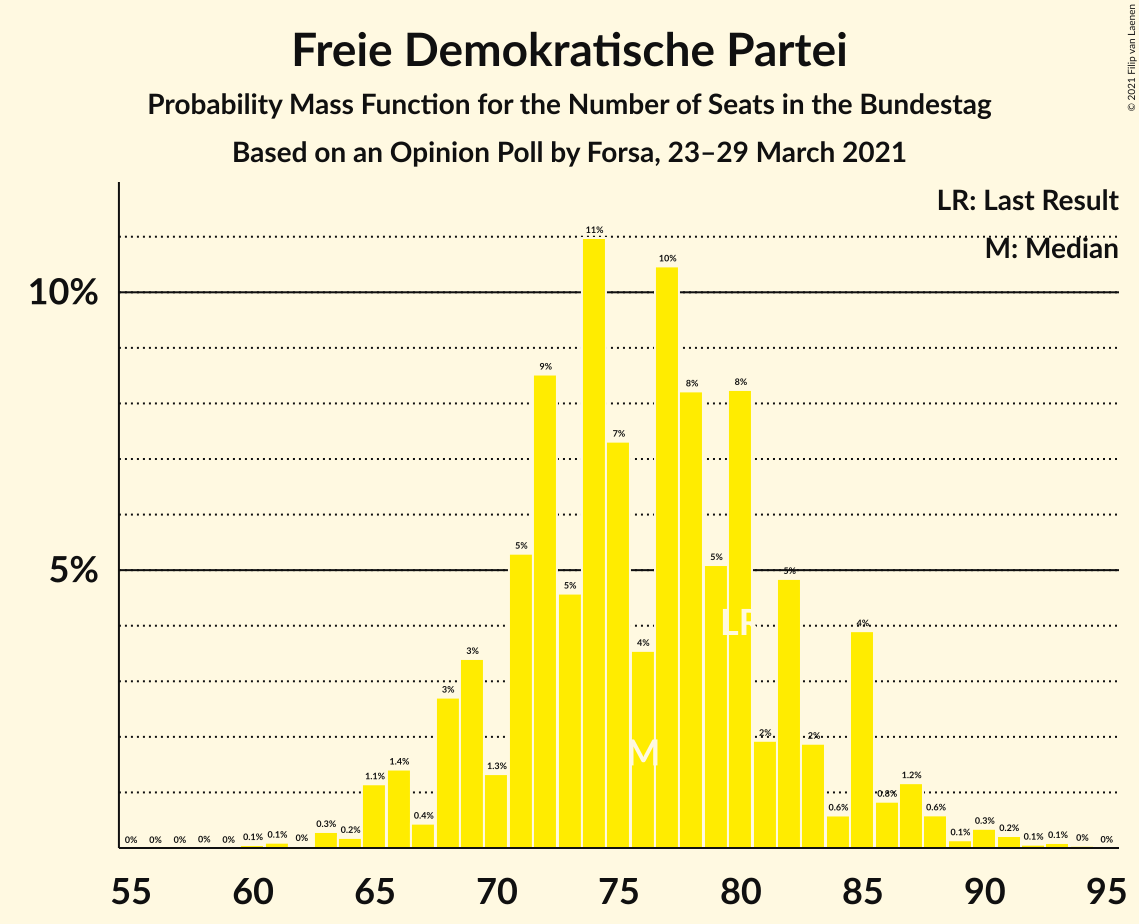 © 2021 Filip van Laenen
Freie Demokratische Partei
Probability Mass Function for the Number of Seats in the Bundestag
Based on an Opinion Poll by Forsa, 23–29 March 2021
LR: Last Result
M: Median
10%
5%
0% 0% 0% 0% 0% 0.1% 0.1% 0% 0.3% 0.2% 1.1% 1.4% 0.4% 3% 3% 1.3% 5% 9% 5% 11% 7% 4% 10% 8% 5% 8% 2% 5% 2% 0.6% 4% 0.8% 1.2% 0.6% 0.1% 0.3% 0.2% 0.1% 0.1% 0% 0%
LR
M
55 60 65 70 75 80 85 90 95